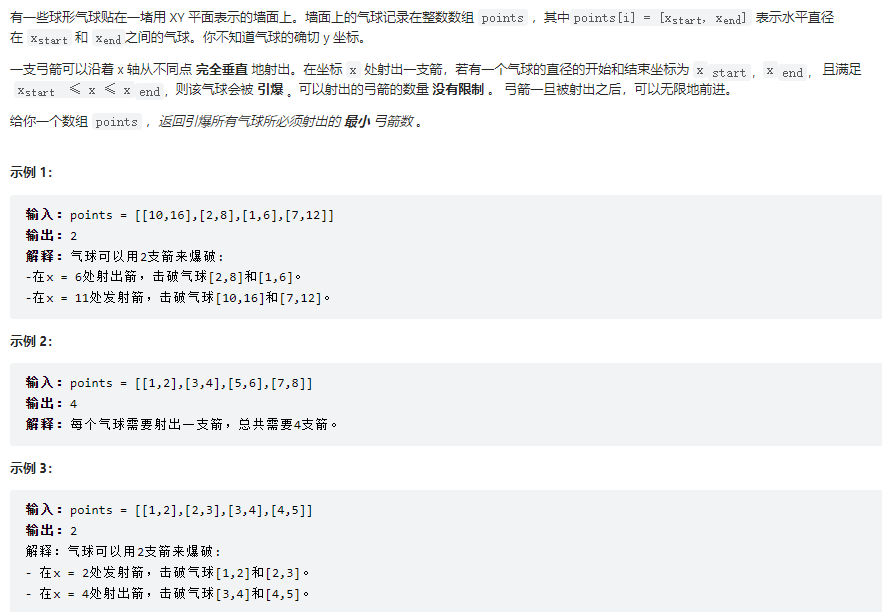 有一些球形气球贴在一堵用 XY 平面表示的墙面上。墙面上的气球记录在整数数组 points ，其中points[i] = [xstart, xend] 表示水平直径
在 xstart 和 xend之间的气球。你不知道气球的确切 y 坐标。
一支弓箭可以沿着 x 轴从不同点 完全垂直 地射出。在坐标 x 处射出一支箭，若有一个气球的直径的开始和结束坐标为 x start，x end， 且满足
xstart ≤ x ≤ x end，则该气球会被 引爆 。可以射出的弓箭的数量 没有限制 。 弓箭一旦被射出之后，可以无限地前进。
给你一个数组 points ，返回引爆所有气球所必须射出的 最小 弓箭数 。
示例 1：
输入：points = [[10,16],[2,8],[1,6],[7,12]]
输出：2
解释：气球可以用2支箭来爆破:
-在x = 6处射出箭，击破气球[2,8]和[1,6]。
-在x = 11处发射箭，击破气球[10,16]和[7,12]。
示例 2：
输入：points = [[1,2],[3,4],[5,6],[7,8]]
输出：4
解释：每个气球需要射出一支箭，总共需要4支箭。
示例 3：
输入：points = [[1,2],[2,3],[3,4],[4,5]]
输出：2
解释：气球可以用2支箭来爆破:
- 在x = 2处发射箭，击破气球[1,2]和[2,3]。
- 在x = 4处射出箭，击破气球[3,4]和[4,5]。